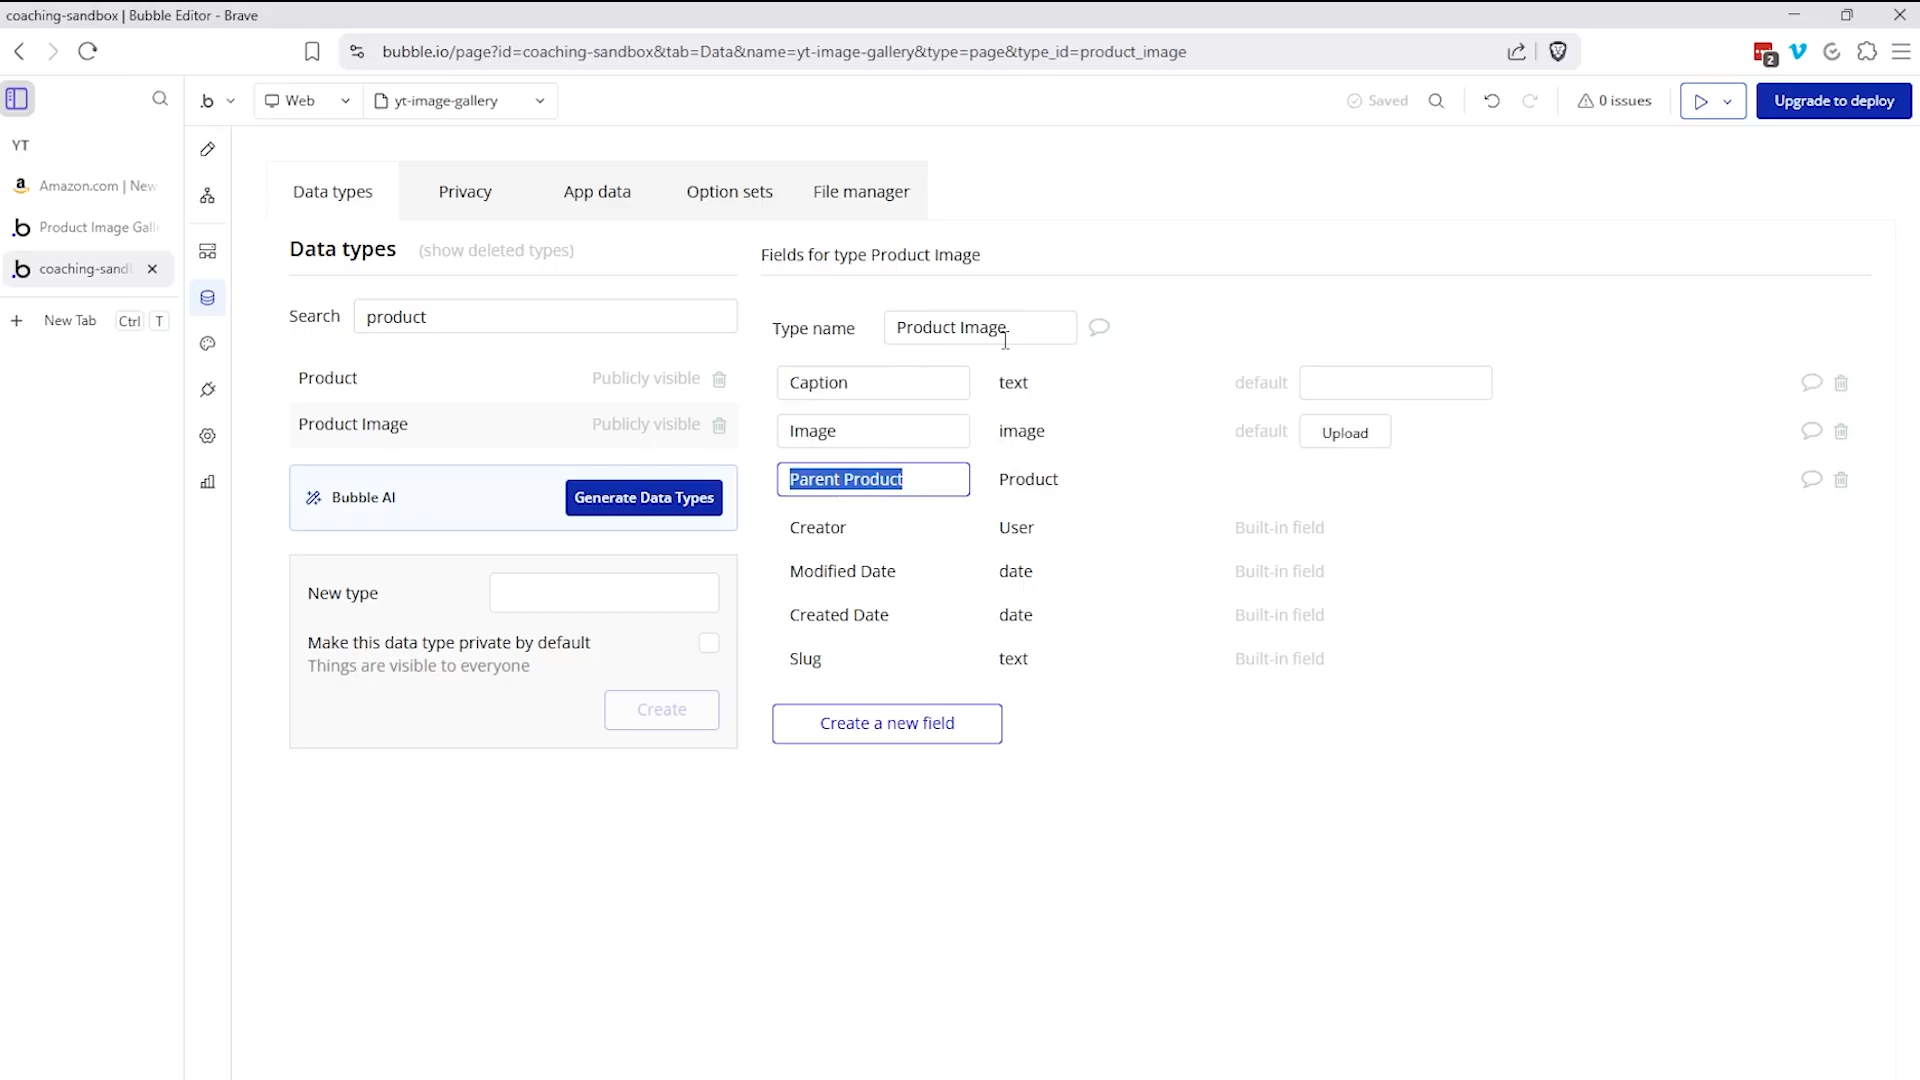 coaching-sandbox | Bubble Editor - Brave
bubble.io/page?id=coaching-sandbox&tab=Data&name=yt-image-gallery&type=page&type_id=product_image
2
YT
Amazon.com | New
Product Image Galle
coaching-sand
New Tab Ctrl T
.b Web yt-image-gallery Saved 0 issues Upgrade to deploy
Data types Privacy App data Option sets File manager
Data types (show deleted types)
Search product
Product Publicly visible
Product Image Publicly visible
Bubble AI Generate Data Types
New type
Make this data type private by default
Things are visible to everyone
Create
Fields for type Product Image
Type name Product Image
Caption text default
Image image default Upload
Parent Product Product
Creator User Built-in field
Modified Date date Built-in field
Created Date date Built-in field
Slug text Built-in field
Create a new field